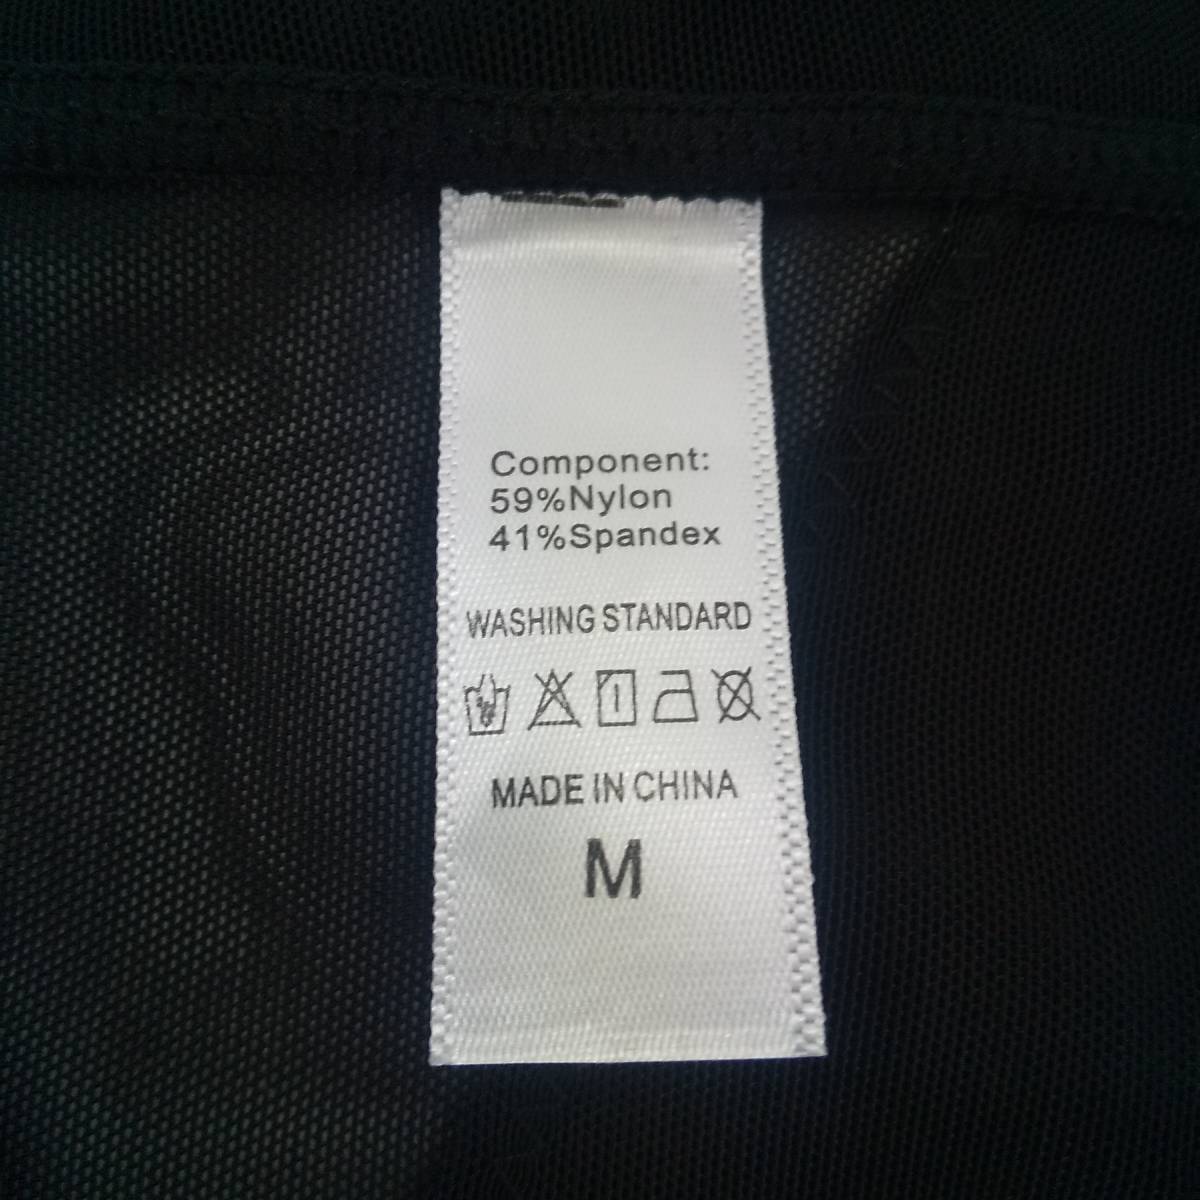 Component:
59%Nylon
41%Spandex
WASHING STANDARD
MADE IN CHINA
M